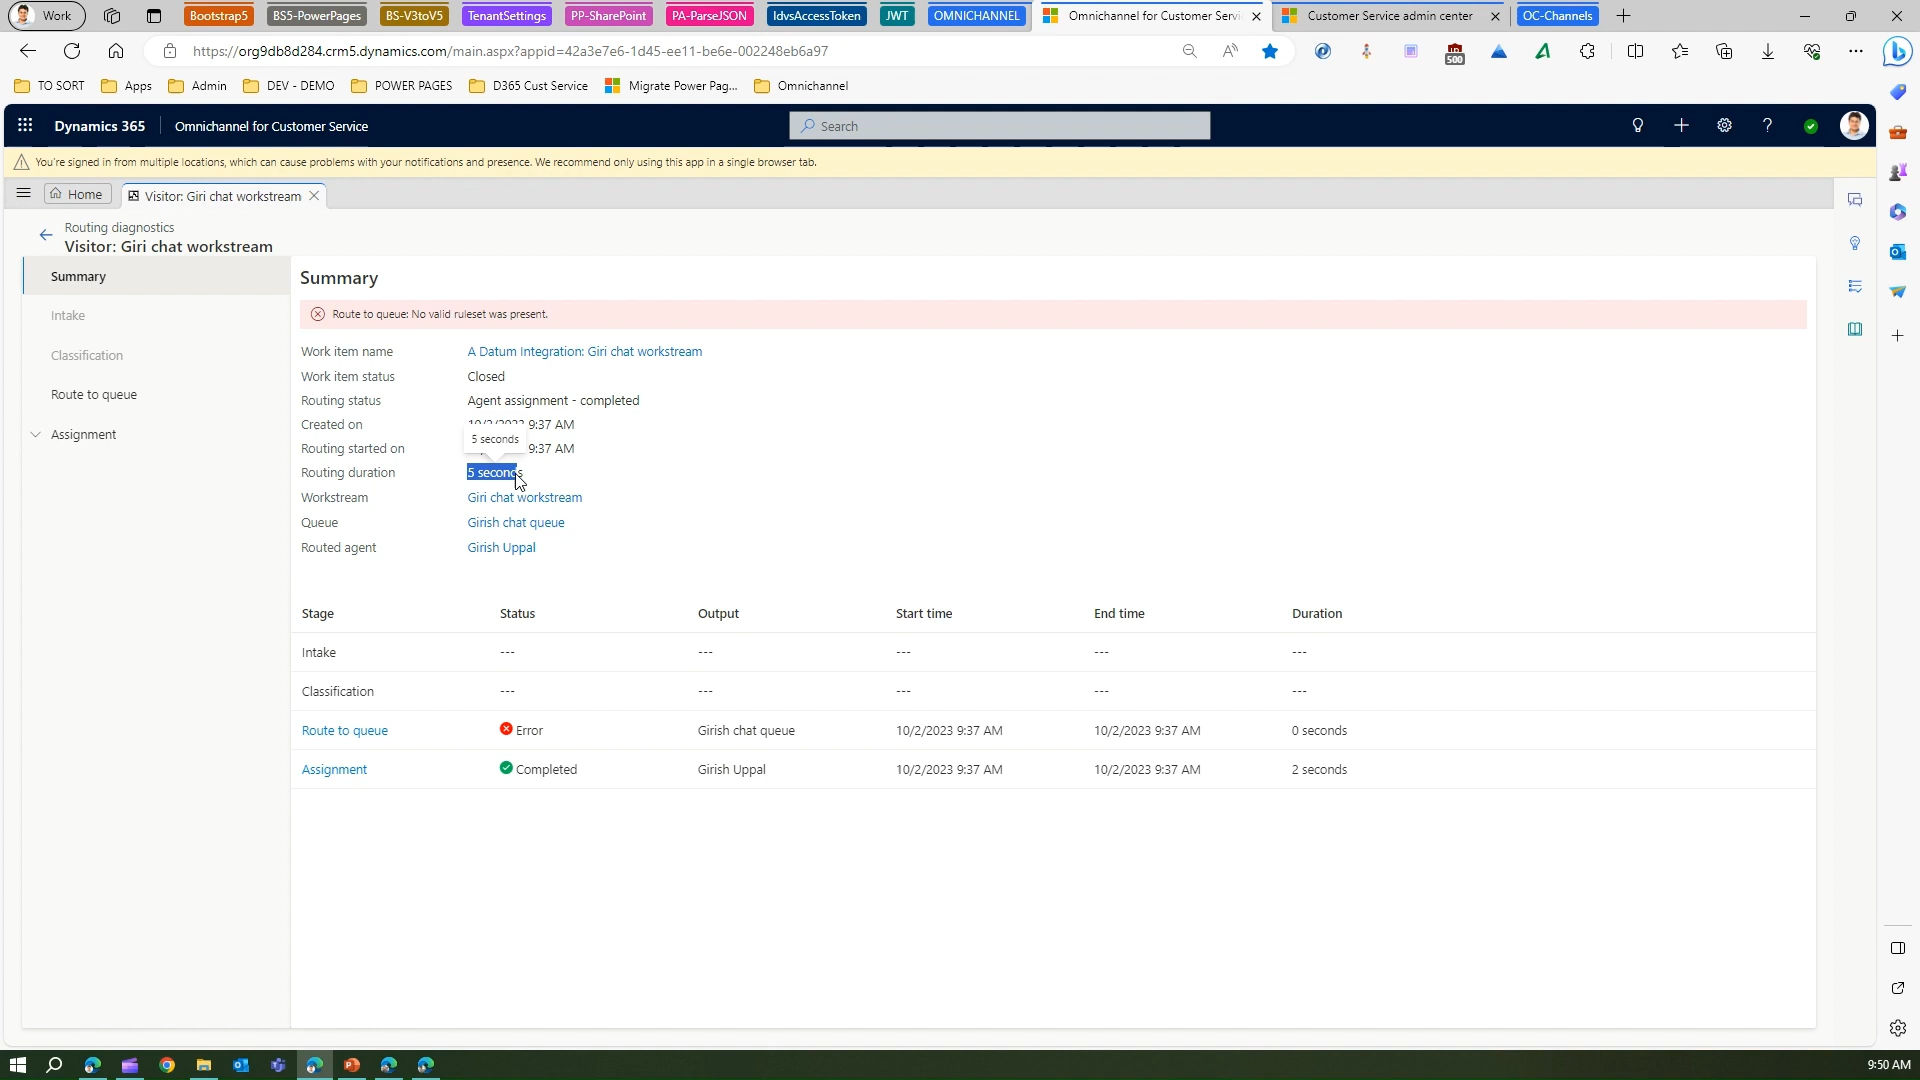 Work
Bootstrap5
BS5-PowerPages
BS-V3toV5
TenantSettings
PP-SharePoint
PA-ParseJSON
IdvsAccessToken
JWT
OMNICHANNEL
Omnichannel for Customer Servi
Customer Service admin center
OC-Channels
https://org9db8d284.crm5.dynamics.com/main.aspx?appid=42a3e7e6-1d45-ee11-be6e-002248eb6a97
500
TO SORT
Apps
Admin
DEV - DEMO
POWER PAGES
D365 Cust Service
Migrate Power Pag...
Omnichannel
Dynamics 365
Omnichannel for Customer Service
Search
You're signed in from multiple locations, which can cause problems with your notifications and presence. We recommend only using this app in a single browser tab.
Home
Visitor: Giri chat workstream
Routing diagnostics
Visitor: Giri chat workstream
Summary
Intake
Classification
Route to queue
Assignment
Summary
Route to queue: No valid ruleset was present.
Work item name A Datum Integration: Giri chat workstream
Work item status Closed
Routing status Agent assignment - completed
Created on 9:37 AM
5 seconds
Routing started on 9:37 AM
Routing duration 5 seconds
Workstream Giri chat workstream
Queue Girish chat queue
Routed agent Girish Uppal
Stage Status Output Start time End time Duration
Intake --- --- --- --- ---
Classification --- --- --- --- ---
Route to queue Error Girish chat queue 10/2/2023 9:37 AM 10/2/2023 9:37 AM 0 seconds
Assignment Completed Girish Uppal 10/2/2023 9:37 AM 10/2/2023 9:37 AM 2 seconds
9:50 AM